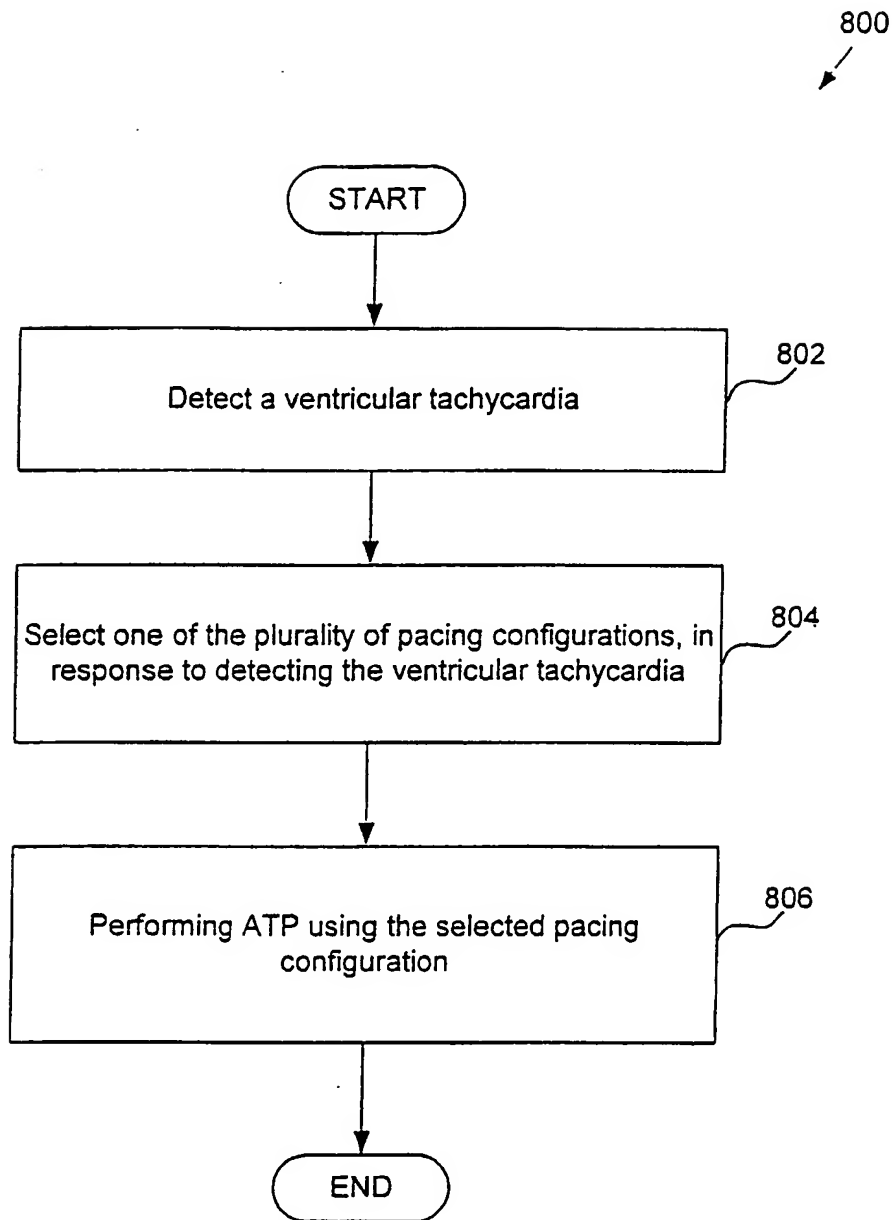 800
START
802
Detect a ventricular tachycardia
804
Select one of the plurality of pacing configurations, in
response to detecting the ventricular tachycardia
806
Performing ATP using the selected pacing
configuration
END